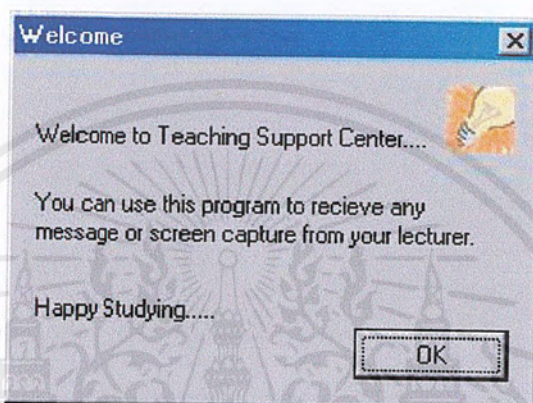 Welcome
Welcome to Teaching Support Center....
You can use this program to recieve any
message or screen capture from your lecturer.
Happy Studying.....
OK